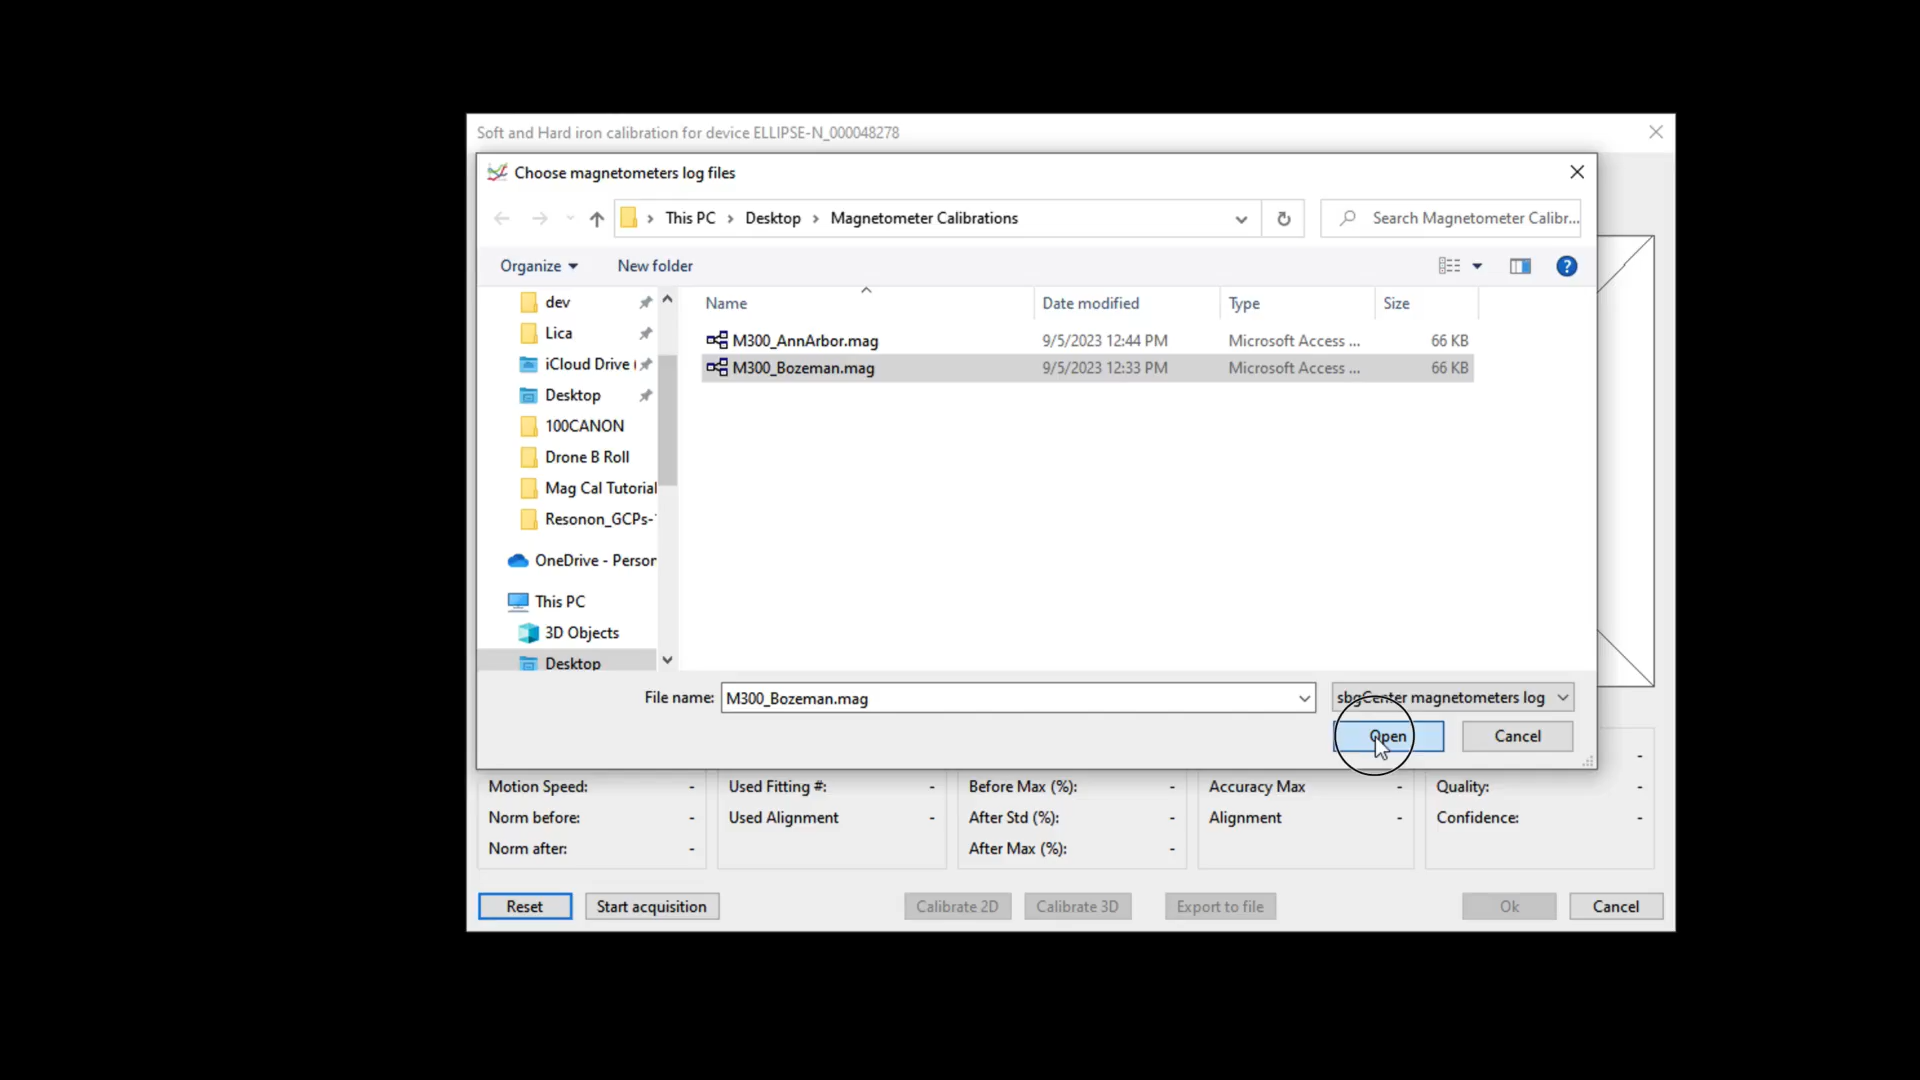 Soft and Hard iron calibration for device ELLIPSE-N_000048278
Choose magnetometers log files
This PC > Desktop > Magnetometer Calibrations
Search Magnetometer Calibr...
Organize
New folder
?
dev
Lica
iCloud Drive (
Desktop
100CANON
Drone B Roll
Mag Cal Tutorial
Resonon_GCPs-
OneDrive - Person
This PC
3D Objects
Desktop
Name Date modified Type Size
M300_AnnArbor.mag 9/5/2023 12:44 PM Microsoft Access ... 66 KB
M300_Bozeman.mag 9/5/2023 12:33 PM Microsoft Access ... 66 KB
File name: M300_Bozeman.mag
sbgCenter magnetometers log
Open Cancel
-
Motion Speed: - Used Fitting #: - Before Max (%): - Accuracy Max - Quality: -
Norm before: - Used Alignment - After Std (%): - Alignment - Confidence: -
Norm after: - After Max (%): -
Reset Start acquisition Calibrate 2D Calibrate 3D Export to file Ok Cancel